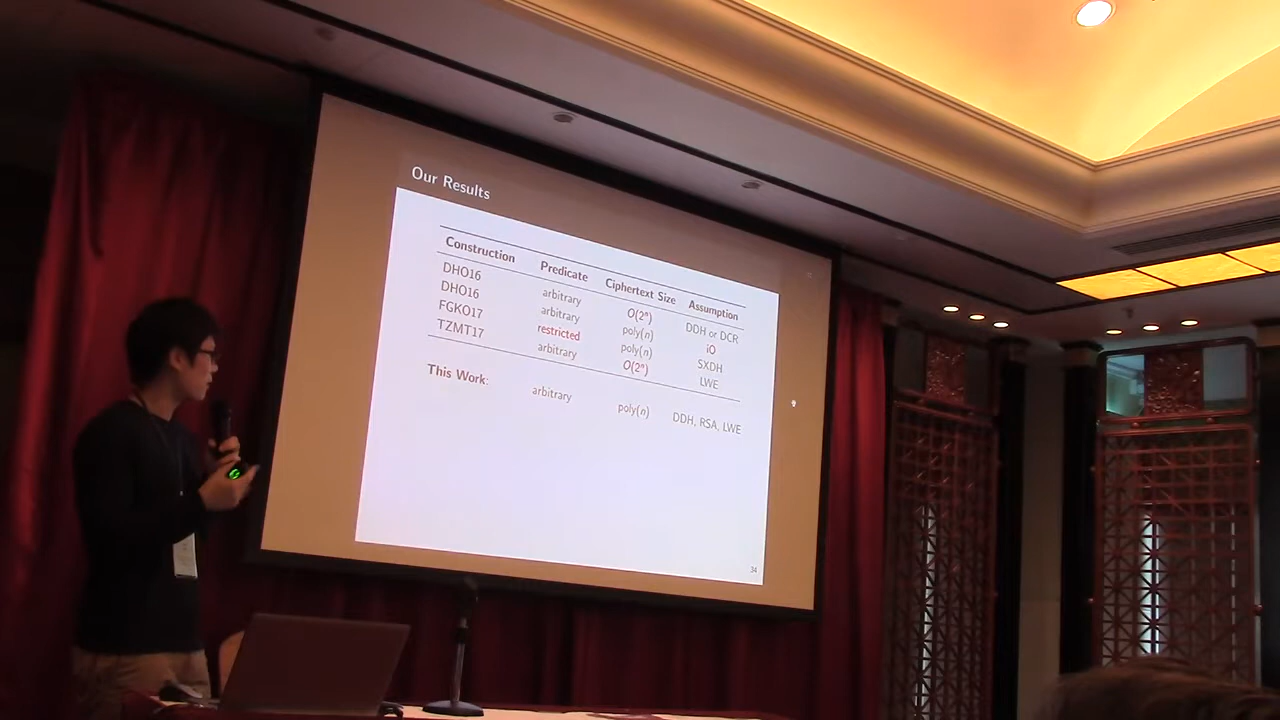 Our Results
Construction Predicate Ciphertext Size Assumption
DHO16 arbitrary O(2ⁿ) DDH or DCR
DHO16 arbitrary poly(n) iO
FGKO17 restricted poly(n) SXDH
TZMT17 arbitrary O(2ⁿ) LWE
This Work: arbitrary poly(n) DDH, RSA, LWE
34